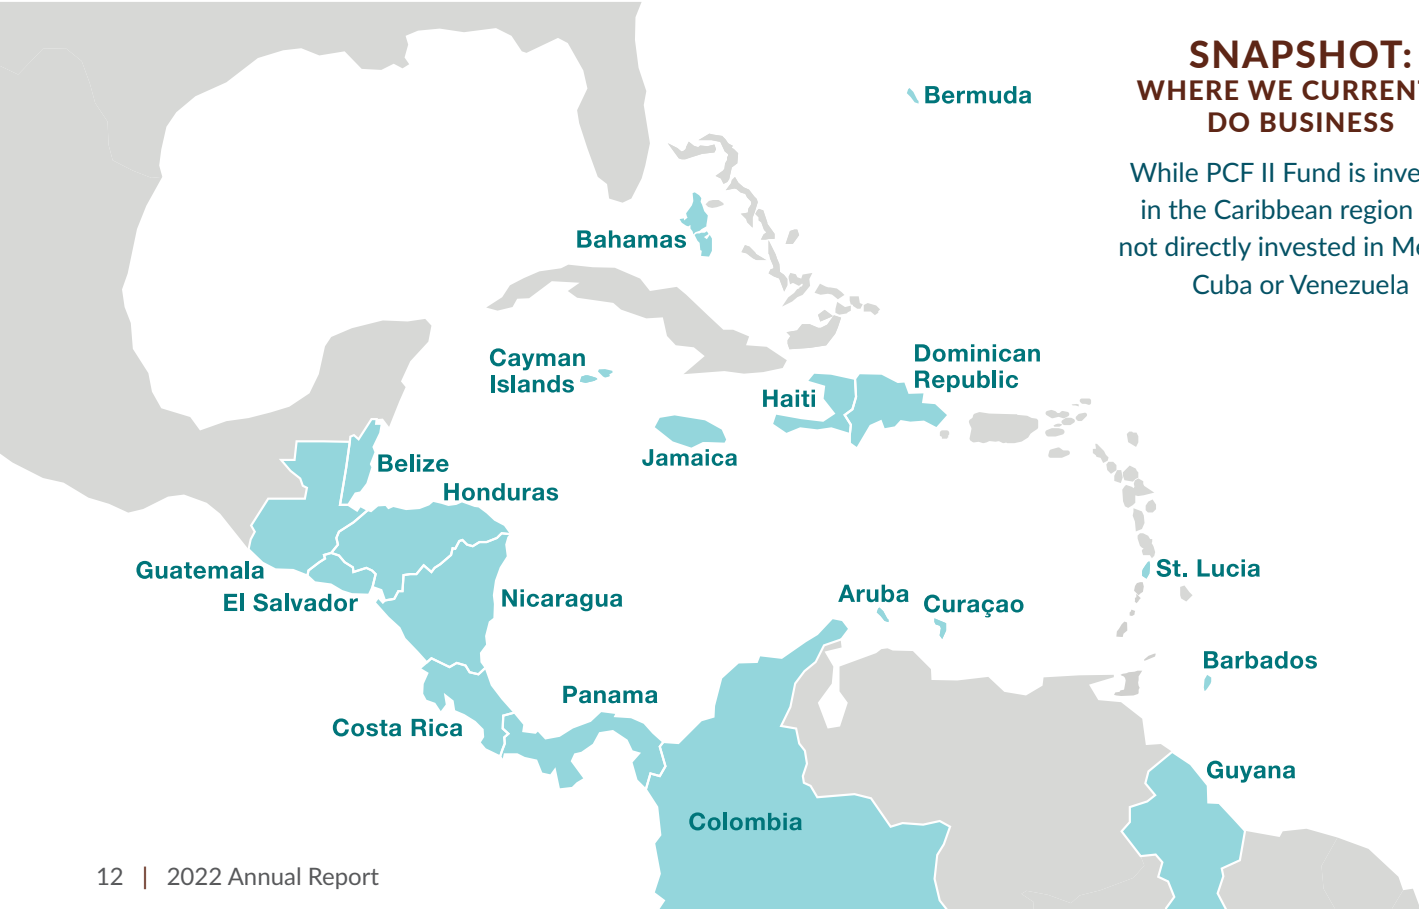 SNAPSHOT:
WHERE WE
DO BUSINESS
While PCF II Fund is
in the Caribbean region
not directly invested in
Cuba or Venezuela
Bermuda
Bahamas
Cayman
Islands
Dominican
Republic
Haiti
Jamaica
Belize
Honduras
Guatemala
El Salvador
Nicaragua
St. Lucia
Aruba
Curaçao
Barbados
Panama
Costa Rica
Guyana
Colombia
12 | 2022 Annual Report